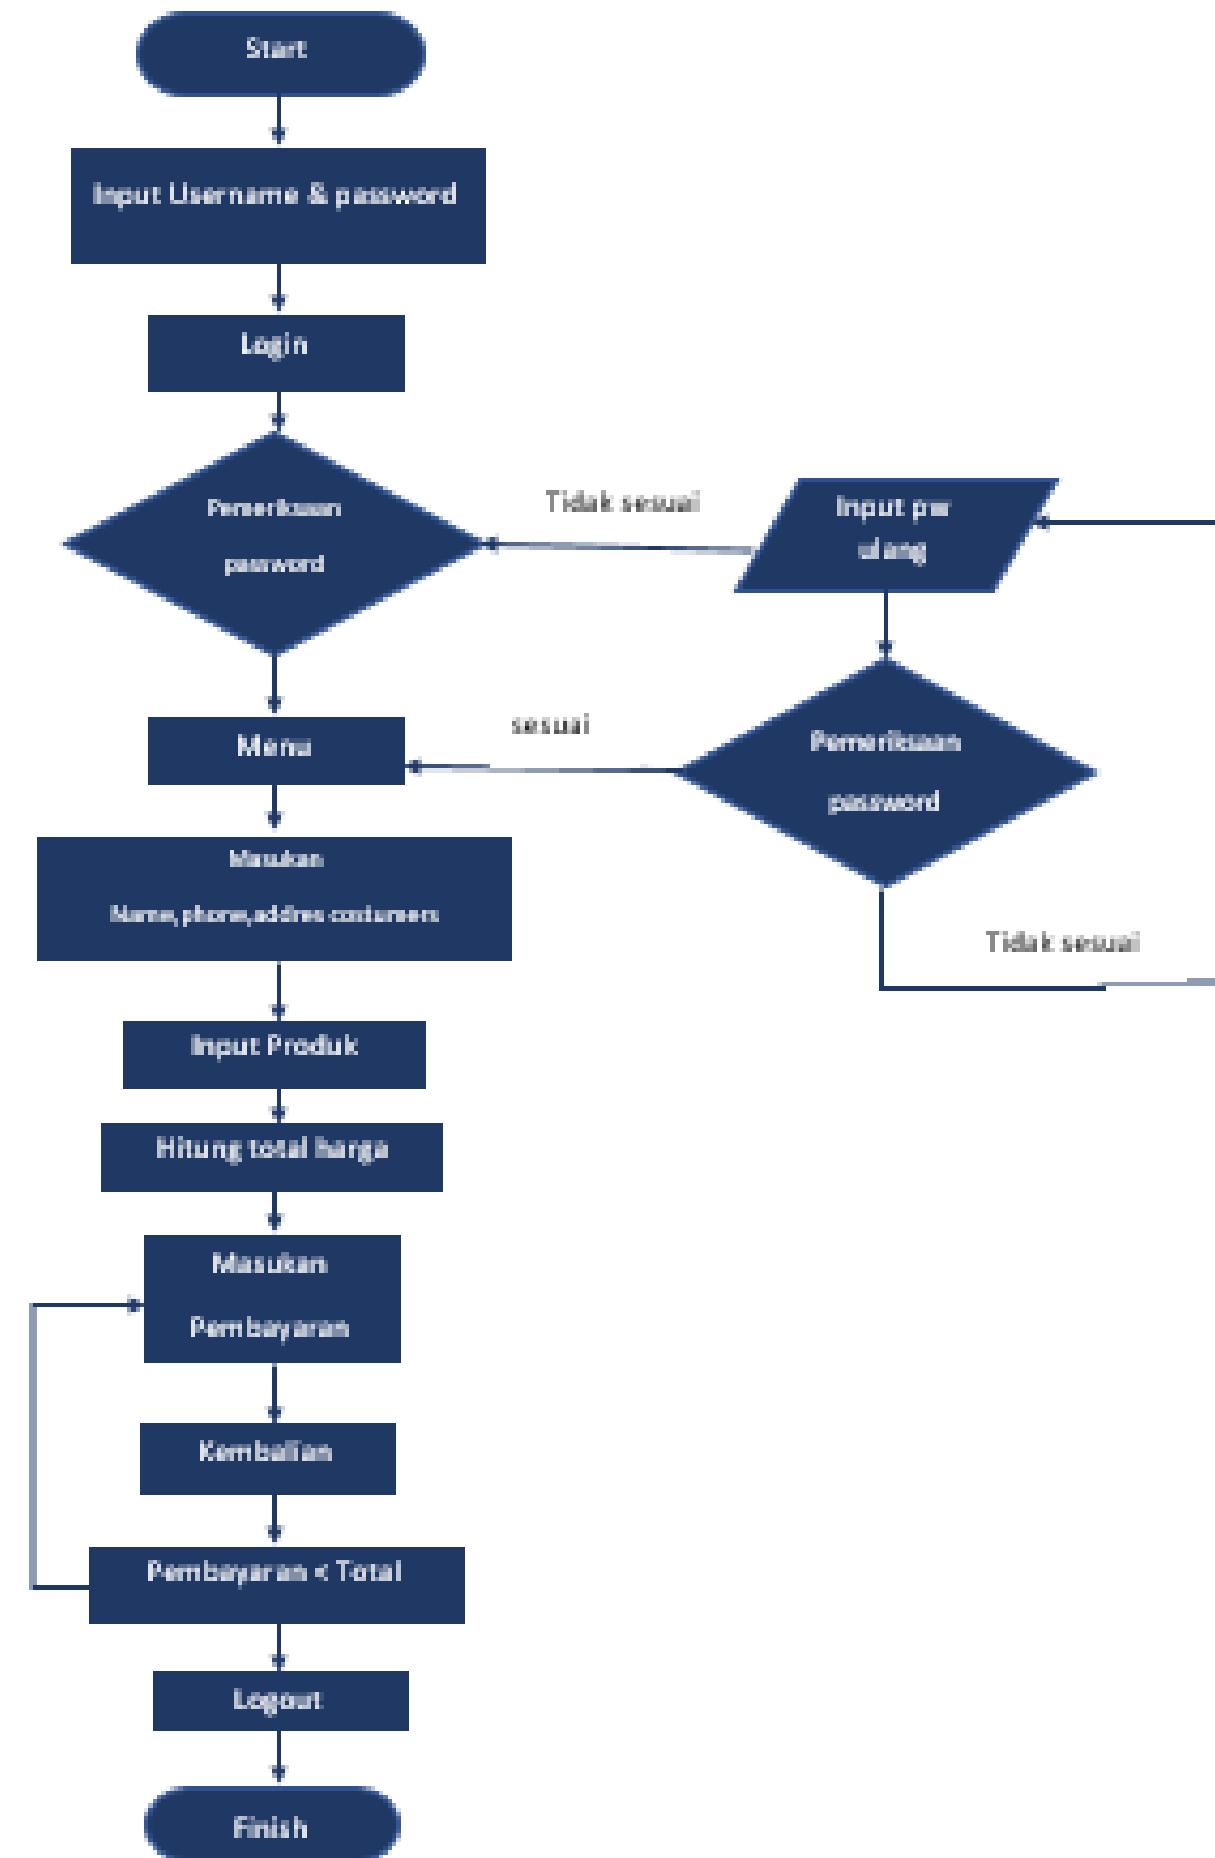 Start
Input Username & password
Login
Pemeriksaan
password
Tidak sesuai
Input pw
ulang
Menu
sesuai
Pemeriksaan
password
Masukan
Name,phone,addres costumers
Tidak sesuai
Input Produk
Hitung total harga
Masukan
Pembayaran
Kembalian
Pembayaran < Total
Logout
Finish